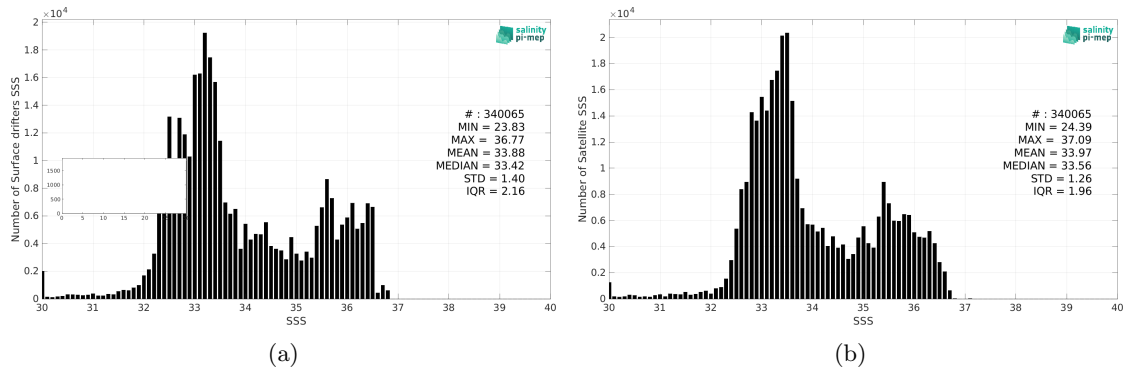 ×10⁴
2
1.8
1.6
1.4
1.2
1
0.8
0.6
0.4
0.2
0
30 31 32 33 34 35 36 37 38 39 40
SSS
Number of Surface drifters SSS
1500
1000
500
0
0 5 10 15 20
salinity
pi-mep
# : 340065
MIN = 23.83
MAX = 36.77
MEAN = 33.88
MEDIAN = 33.42
STD = 1.40
IQR = 2.16
(a)
×10⁴
2
1.8
1.6
1.4
1.2
1
0.8
0.6
0.4
0.2
0
30 31 32 33 34 35 36 37 38 39 40
SSS
Number of Satellite SSS
salinity
pi-mep
# : 340065
MIN = 24.39
MAX = 37.09
MEAN = 33.97
MEDIAN = 33.56
STD = 1.26
IQR = 1.96
(b)